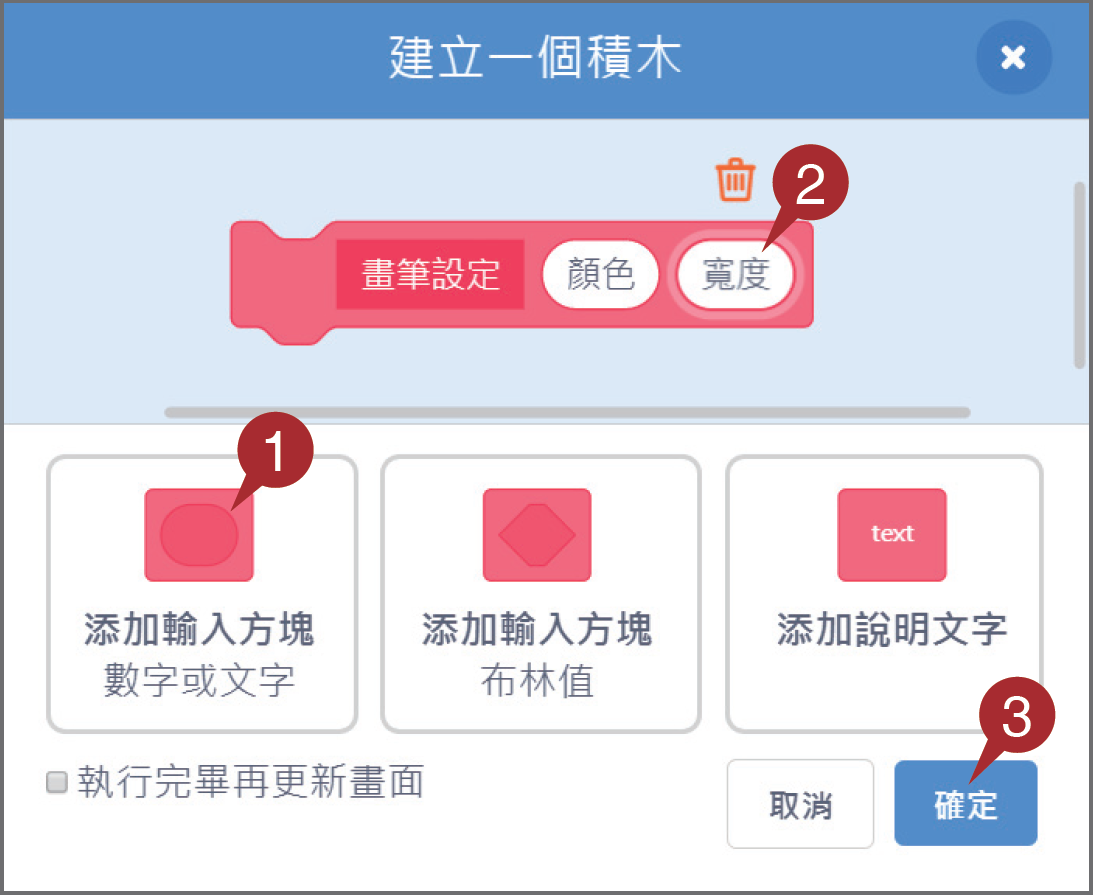 建立一個積木
2
畫筆設定 顏色 寬度
1
text
添加輸入方塊 添加輸入方塊 添加說明文字
數字或文字 布林值
3
執行完畢再更新畫面
取消 確定